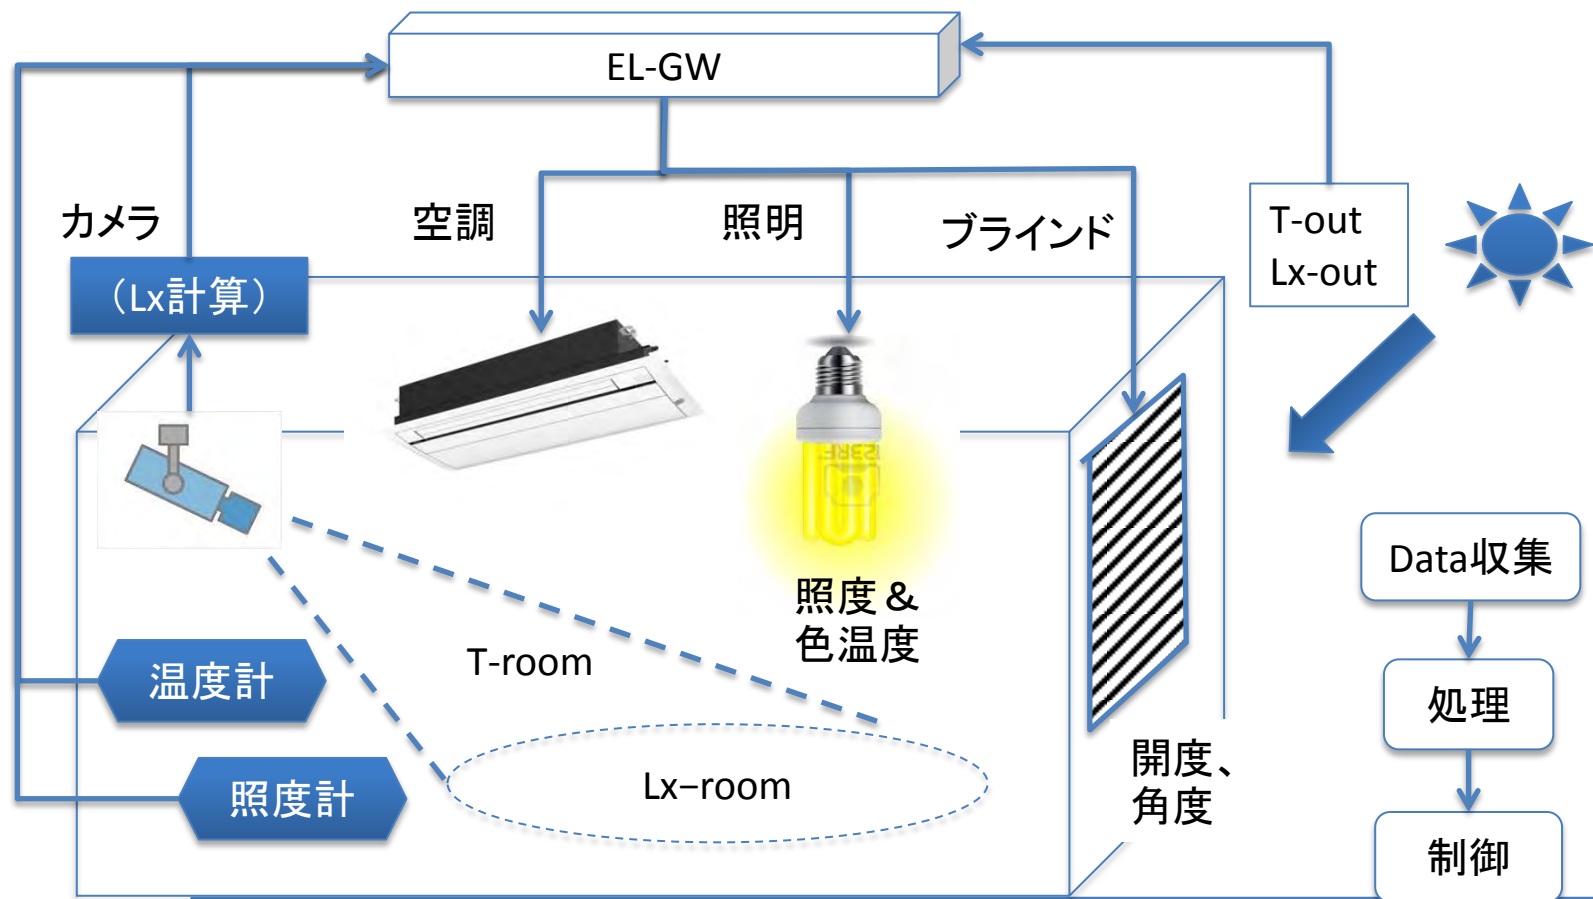 EL-GW
カメラ
空調
照明
ブラインド
T-out
Lx-out
（Lx計算）
照度＆
色温度
T-room
温度計
照度計
Lx−room
開度、
角度
Data収集
処理
制御
123RF